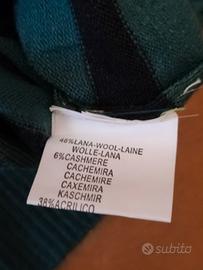 46%LANA-WOOL-LAINE
WOLLE-LANA
6%CASHMERE
CACHEMIRA
CACHEMIRE
CAXEMIRA
KASCHMIR
38%ACRILICO
subito